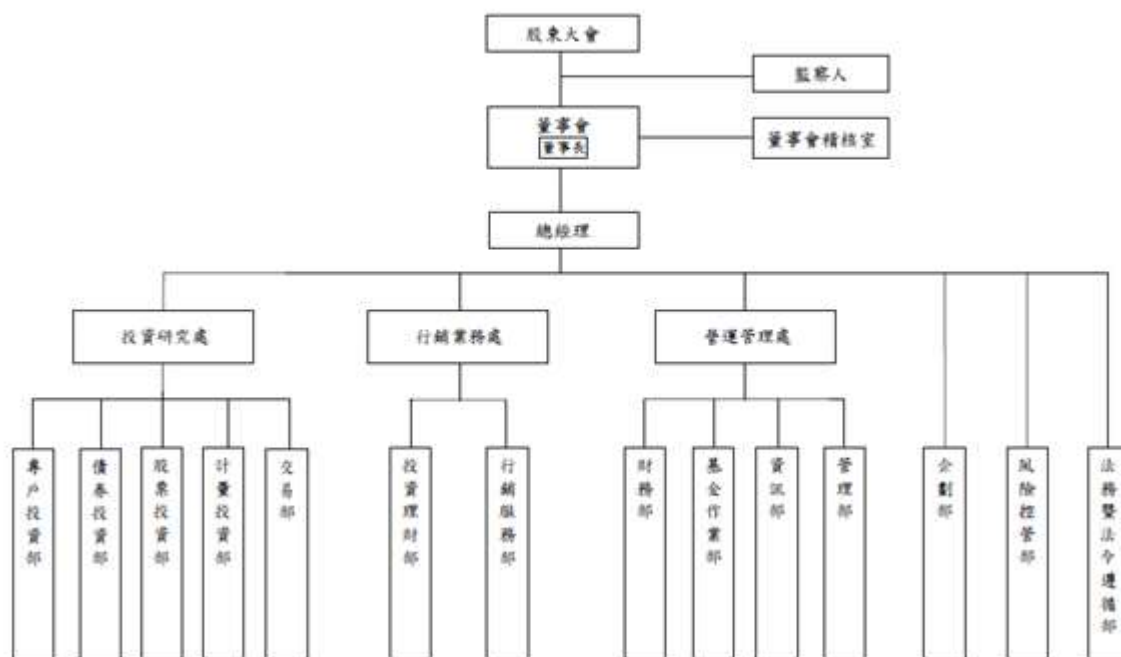 股東大會
監察人
董事會
董事長
董事會稽核室
總經理
投資研究處
行銷業務處
營運管理處
專戶投資部
債券投資部
股票投資部
計量投資部
交易部
投資理財部
行銷服務部
財務部
基金作業部
資訊部
管理部
企劃部
風險控管部
法務暨法令遵循部